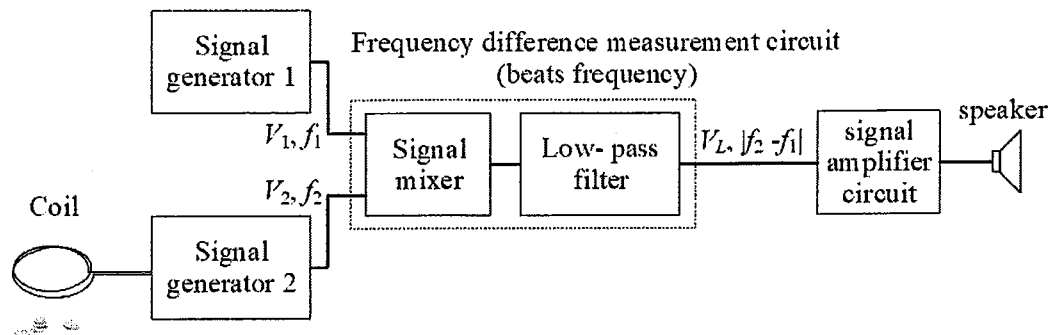 Signal
generator 1
Frequency difference measurement circuit
(beats frequency)
V₁, f₁
Signal
mixer
Low- pass
filter
V_L, |f₂ -f₁|
signal
amplifier
circuit
speaker
V₂, f₂
Coil
Signal
generator 2